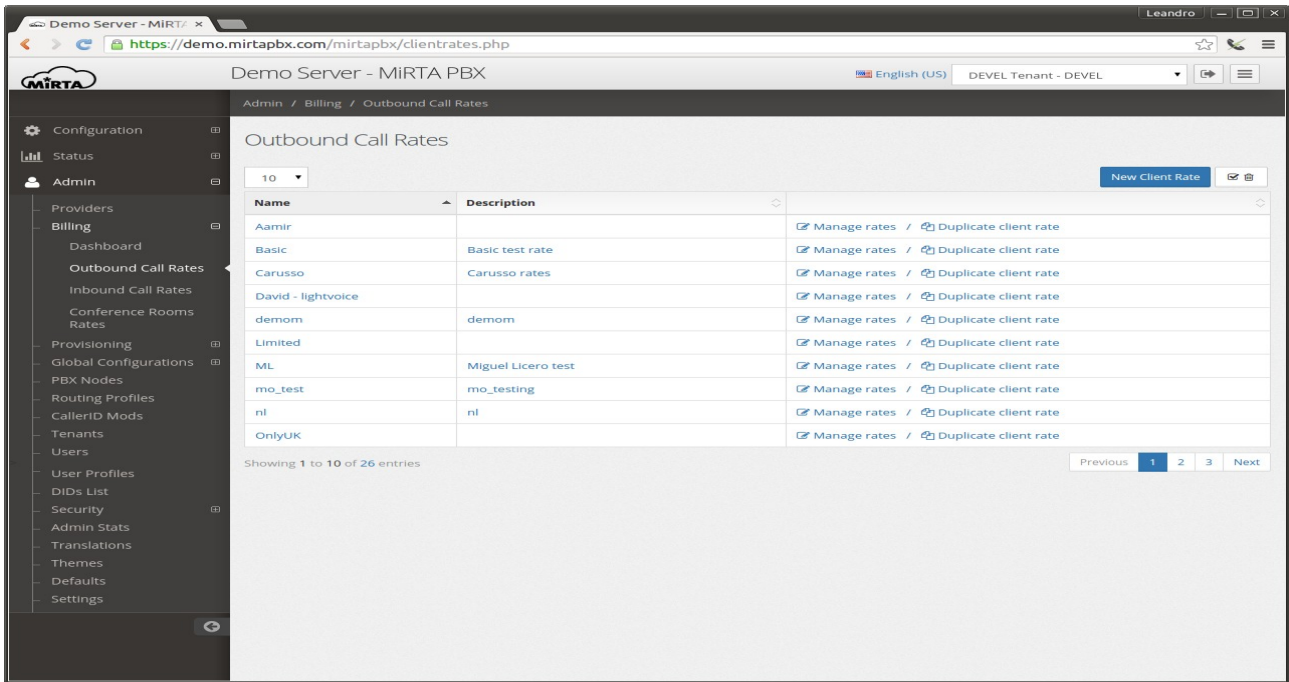 Leandro
Demo Server - MiRTA
https://demo.mirtapbx.com/mirtapbx/clientrates.php
MIRTA
Demo Server - MiRTA PBX
English (US)
DEVEL Tenant - DEVEL
Admin / Billing / Outbound Call Rates
Configuration
Status
Admin
Providers
Billing
Dashboard
Outbound Call Rates
Inbound Call Rates
Conference Rooms
Rates
Provisioning
Global Configurations
PBX Nodes
Routing Profiles
CallerID Mods
Tenants
Users
User Profiles
DIDs List
Security
Admin Stats
Translations
Themes
Defaults
Settings
Outbound Call Rates
10
New Client Rate
Name Description
Aamir Manage rates / Duplicate client rate
Basic Basic test rate Manage rates / Duplicate client rate
Carusso Carusso rates Manage rates / Duplicate client rate
David - lightvoice Manage rates / Duplicate client rate
demom demom Manage rates / Duplicate client rate
Limited Manage rates / Duplicate client rate
ML Miguel Licero test Manage rates / Duplicate client rate
mo_test mo_testing Manage rates / Duplicate client rate
nl nl Manage rates / Duplicate client rate
OnlyUK Manage rates / Duplicate client rate
Showing 1 to 10 of 26 entries
Previous 1 2 3 Next